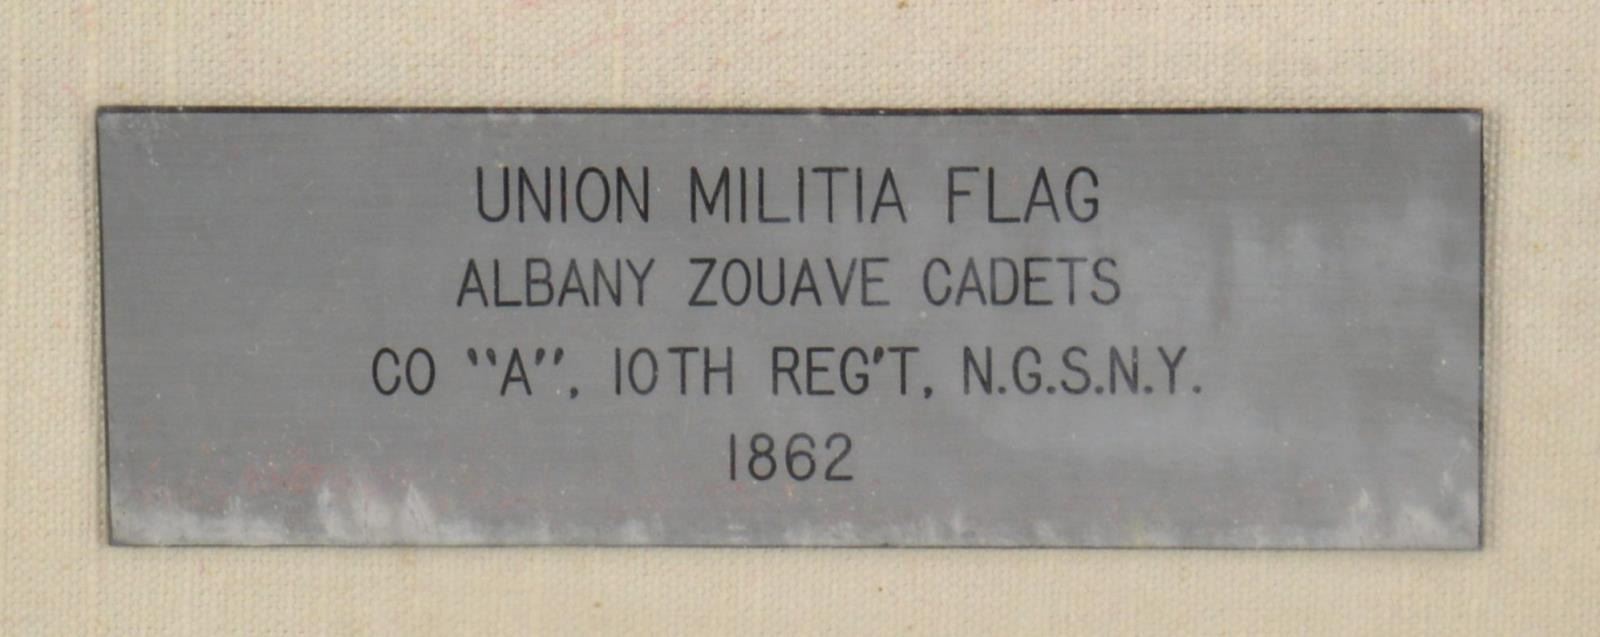 UNION MILITIA FLAG
ALBANY ZOUAVE CADETS
CO "A", 10TH REG'T, N.G.S.N.Y.
1862